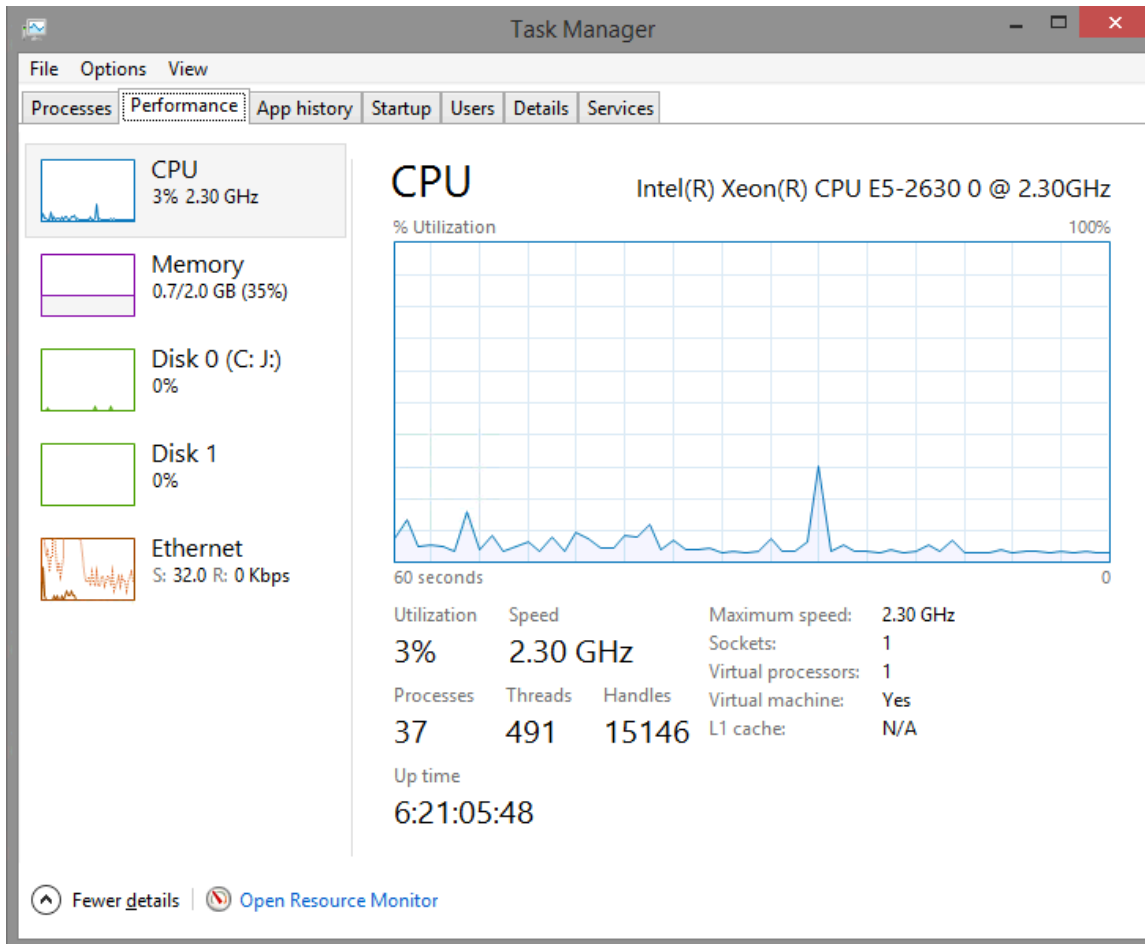 Task Manager
File Options View
Processes Performance App history Startup Users Details Services
CPU
3% 2.30 GHz
Memory
0.7/2.0 GB (35%)
Disk 0 (C: J:)
0%
Disk 1
0%
Ethernet
S: 32.0 R: 0 Kbps
CPU Intel(R) Xeon(R) CPU E5-2630 0 @ 2.30GHz
% Utilization 100%
60 seconds 0
Utilization Speed
3% 2.30 GHz
Processes Threads Handles
37 491 15146
Up time
6:21:05:48
Maximum speed: 2.30 GHz
Sockets: 1
Virtual processors: 1
Virtual machine: Yes
L1 cache: N/A
Fewer details Open Resource Monitor